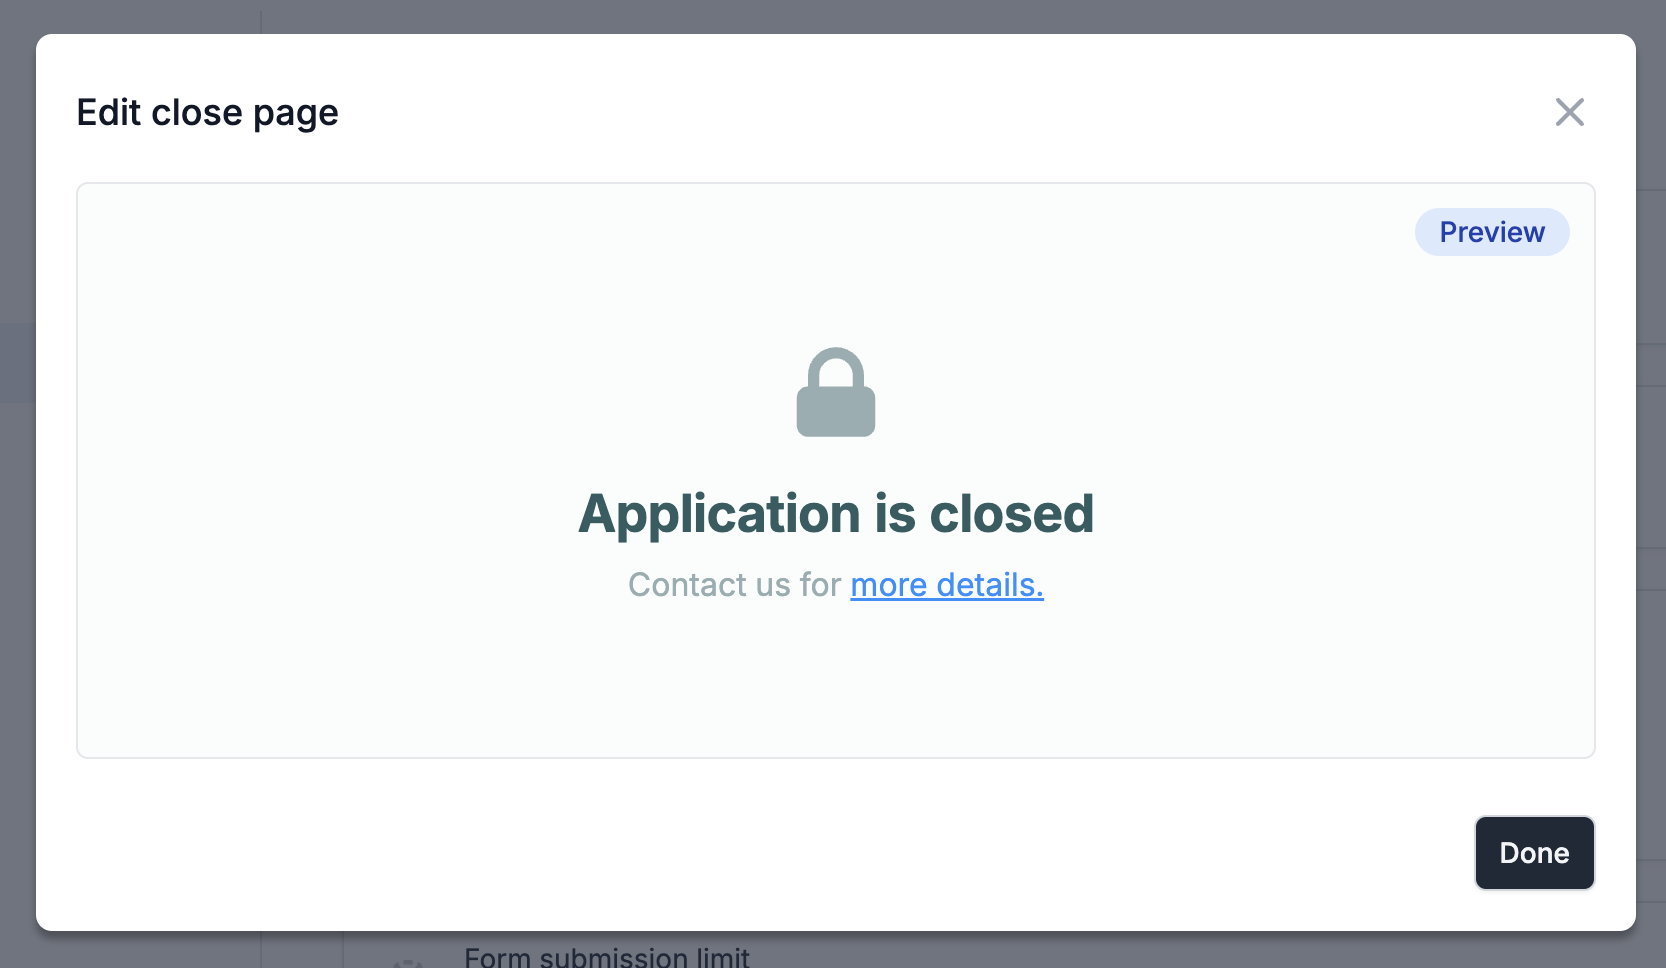 Edit close page
Preview
Application is closed
Contact us for more details.
Done
Form submission limit